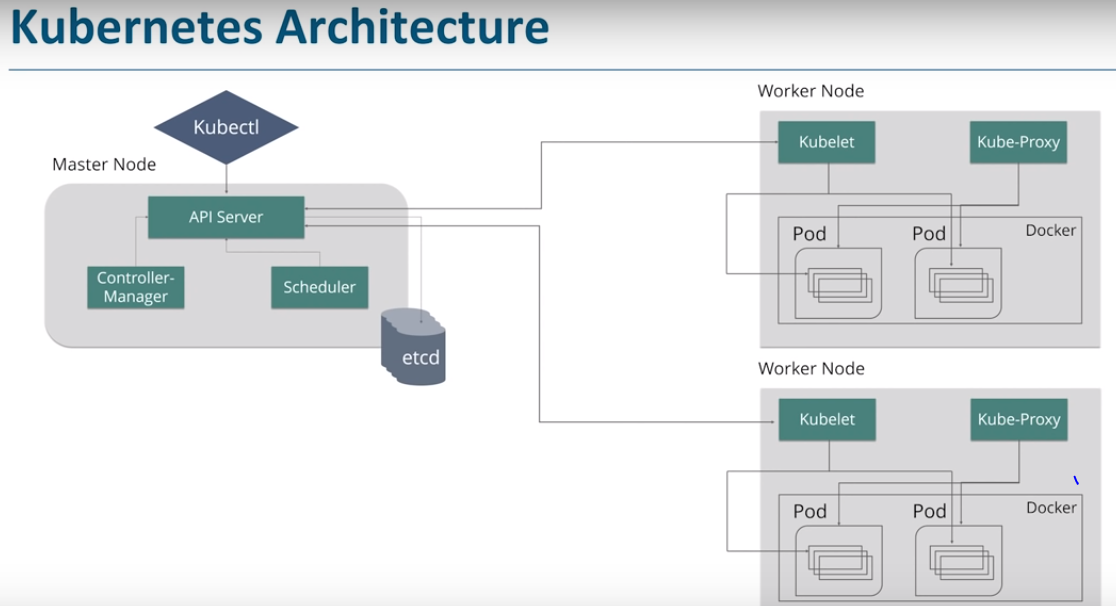 Kubernetes Architecture
Kubectl
Master Node
API Server
Controller-
Manager
Scheduler
etcd
Worker Node
Kubelet
Kube-Proxy
Docker
Pod
Pod
Worker Node
Kubelet
Kube-Proxy
Docker
Pod
Pod